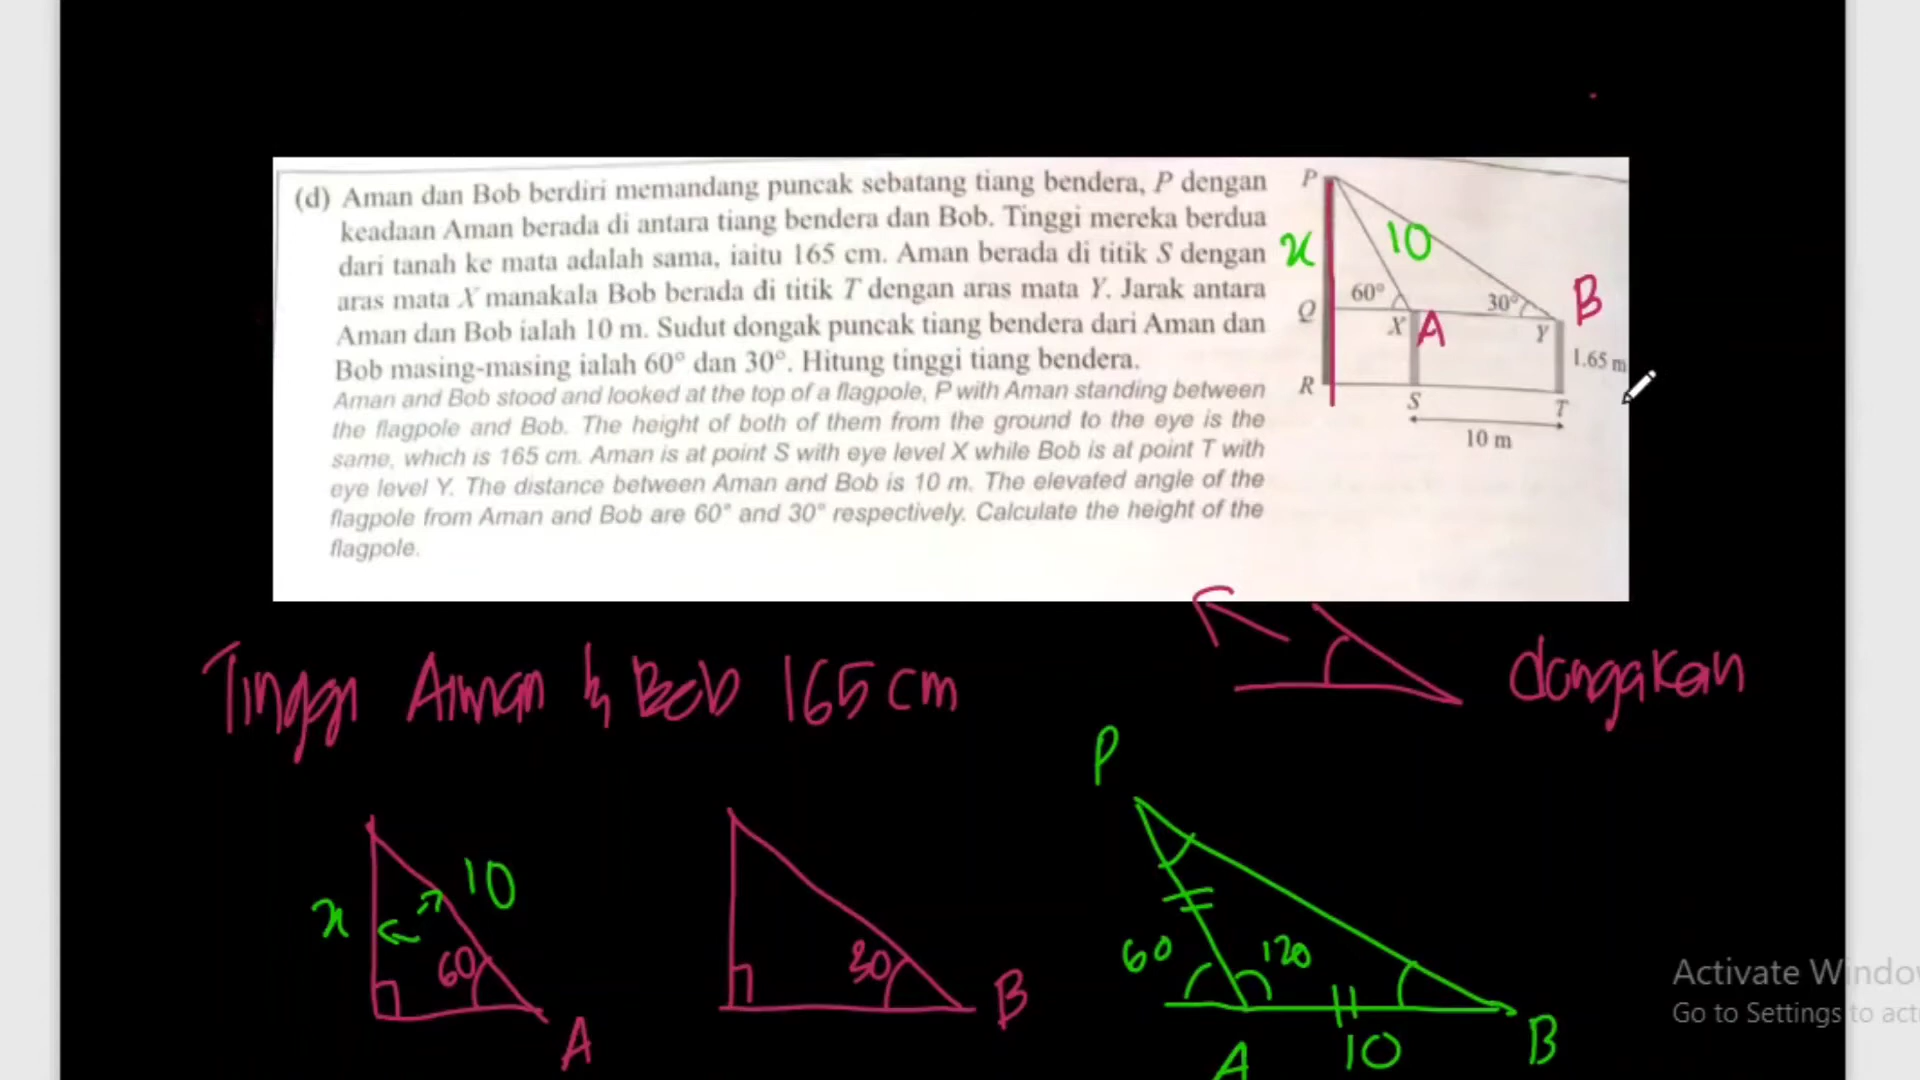 (d) Aman dan Bob berdiri memandang puncak sebatang tiang bendera, P dengan
keadaan Aman berada di antara tiang bendera dan Bob. Tinggi mereka berdua
dari tanah ke mata adalah sama, iaitu 165 cm. Aman berada di titik S dengan
aras mata X manakala Bob berada di titik T dengan aras mata Y. Jarak antara
Aman dan Bob ialah 10 m. Sudut dongak puncak tiang bendera dari Aman dan
Bob masing-masing ialah 60° dan 30°. Hitung tinggi tiang bendera.
Aman and Bob stood and looked at the top of a flagpole, P with Aman standing between
the flagpole and Bob. The height of both of them from the ground to the eye is the
same, which is 165 cm. Aman is at point S with eye level X while Bob is at point T with
eye level Y. The distance between Aman and Bob is 10 m. The elevated angle of the
flagpole from Aman and Bob are 60° and 30° respectively. Calculate the height of the
flagpole.
P
x 10
60° 30° B
Q X A Y
1.65 m
R S T
10 m
Tinggi Aman & Bob 165 cm
dongakan
P
x 10
60
A
30
B
60 120
A 10 B
Activate Windo
Go to Settings to acti